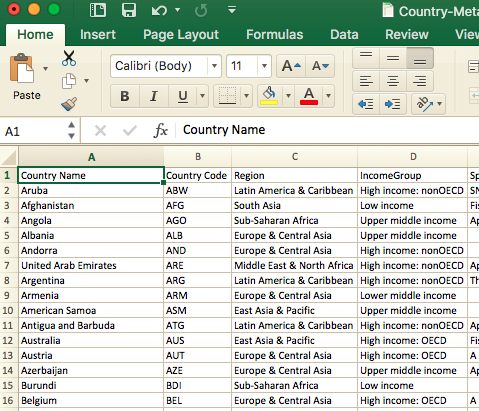 Country-Meta
Home Insert Page Layout Formulas Data Review View
Calibri (Body) 11 A A
Paste B I U A
A1 fx Country Name
A B C D
1 Country Name Country Code Region IncomeGroup Sp
2 Aruba ABW Latin America & Caribbean High income: nonOECD SN
3 Afghanistan AFG South Asia Low income Fis
4 Angola AGO Sub-Saharan Africa Upper middle income Ap
5 Albania ALB Europe & Central Asia Upper middle income
6 Andorra AND Europe & Central Asia High income: nonOECD
7 United Arab Emirates ARE Middle East & North Africa High income: nonOECD Ap
8 Argentina ARG Latin America & Caribbean High income: nonOECD Th
9 Armenia ARM Europe & Central Asia Lower middle income
10 American Samoa ASM East Asia & Pacific Upper middle income
11 Antigua and Barbuda ATG Latin America & Caribbean High income: nonOECD Ap
12 Australia AUS East Asia & Pacific High income: OECD Fis
13 Austria AUT Europe & Central Asia High income: OECD A
14 Azerbaijan AZE Europe & Central Asia Upper middle income Ap
15 Burundi BDI Sub-Saharan Africa Low income
16 Belgium BEL Europe & Central Asia High income: OECD A